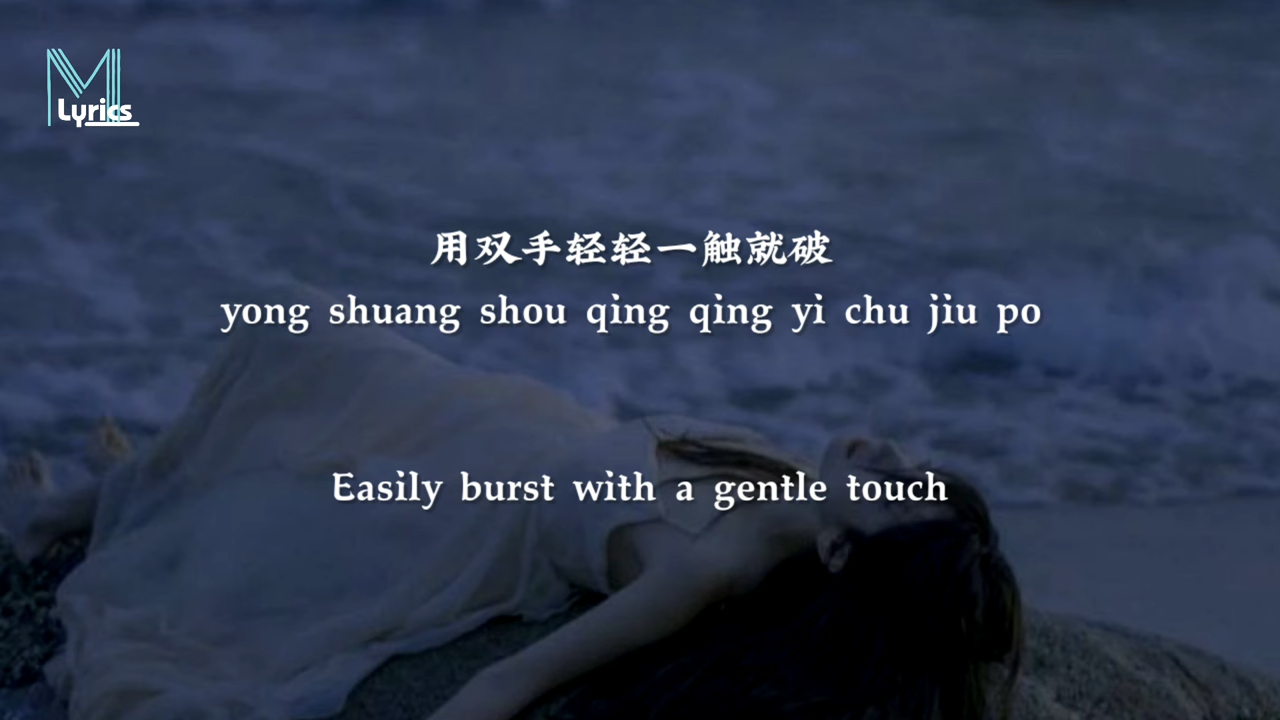 M
Lyrics
用双手轻轻一触就破
yong shuang shou qing qing yi chu jiu po
Easily burst with a gentle touch